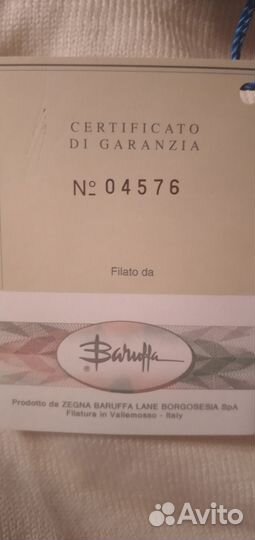 CERTIFICATO
DI GARANZIA
Nº 04576
Filato da
Baruffa
®
Prodotto da ZEGNA BARUFFA LANE BORGOSESIA SpA
Filatura in Vallemosso - Italy
Avito